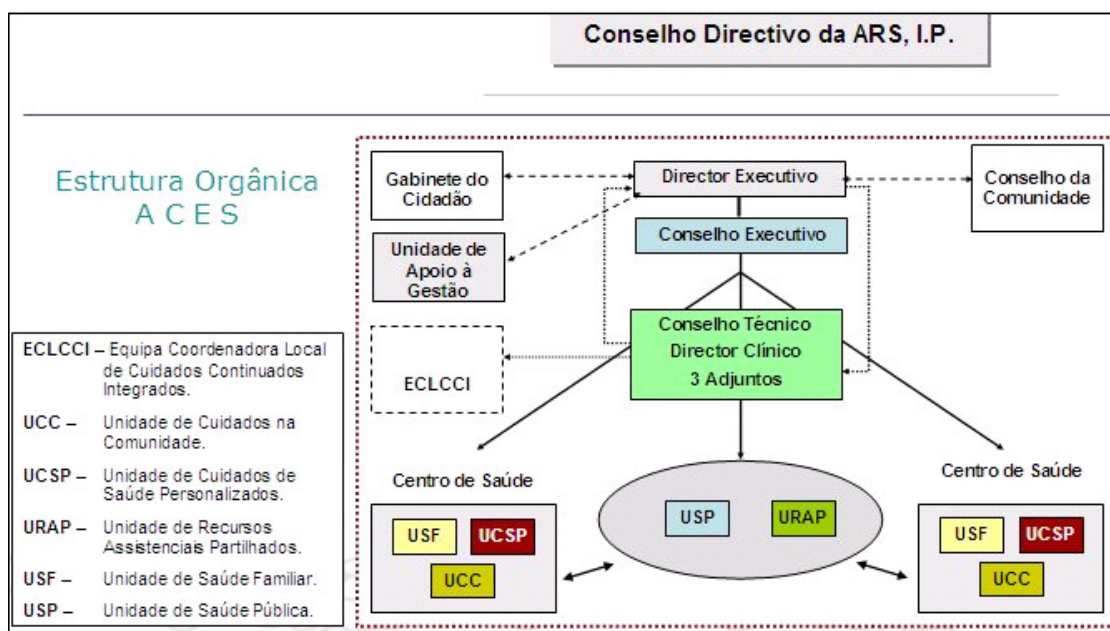 Conselho Directivo da ARS, I.P.
Estrutura Orgânica
A C E S
Gabinete do
Cidadão
Director Executivo
Conselho da
Comunidade
Conselho Executivo
Unidade de
Apoio à
Gestão
Conselho Técnico
Director Clínico
3 Adjuntos
ECLCCI
ECLCCI – Equipa Coordenadora Local
de Cuidados Continuados
Integrados.
UCC – Unidade de Cuidados na
Comunidade.
UCSP – Unidade de Cuidados de
Saúde Personalizados.
URAP – Unidade de Recursos
Assistenciais Partilhados.
USF – Unidade de Saúde Familiar.
USP – Unidade de Saúde Pública.
Centro de Saúde
USF UCSP
UCC
USP URAP
Centro de Saúde
USF UCSP
UCC